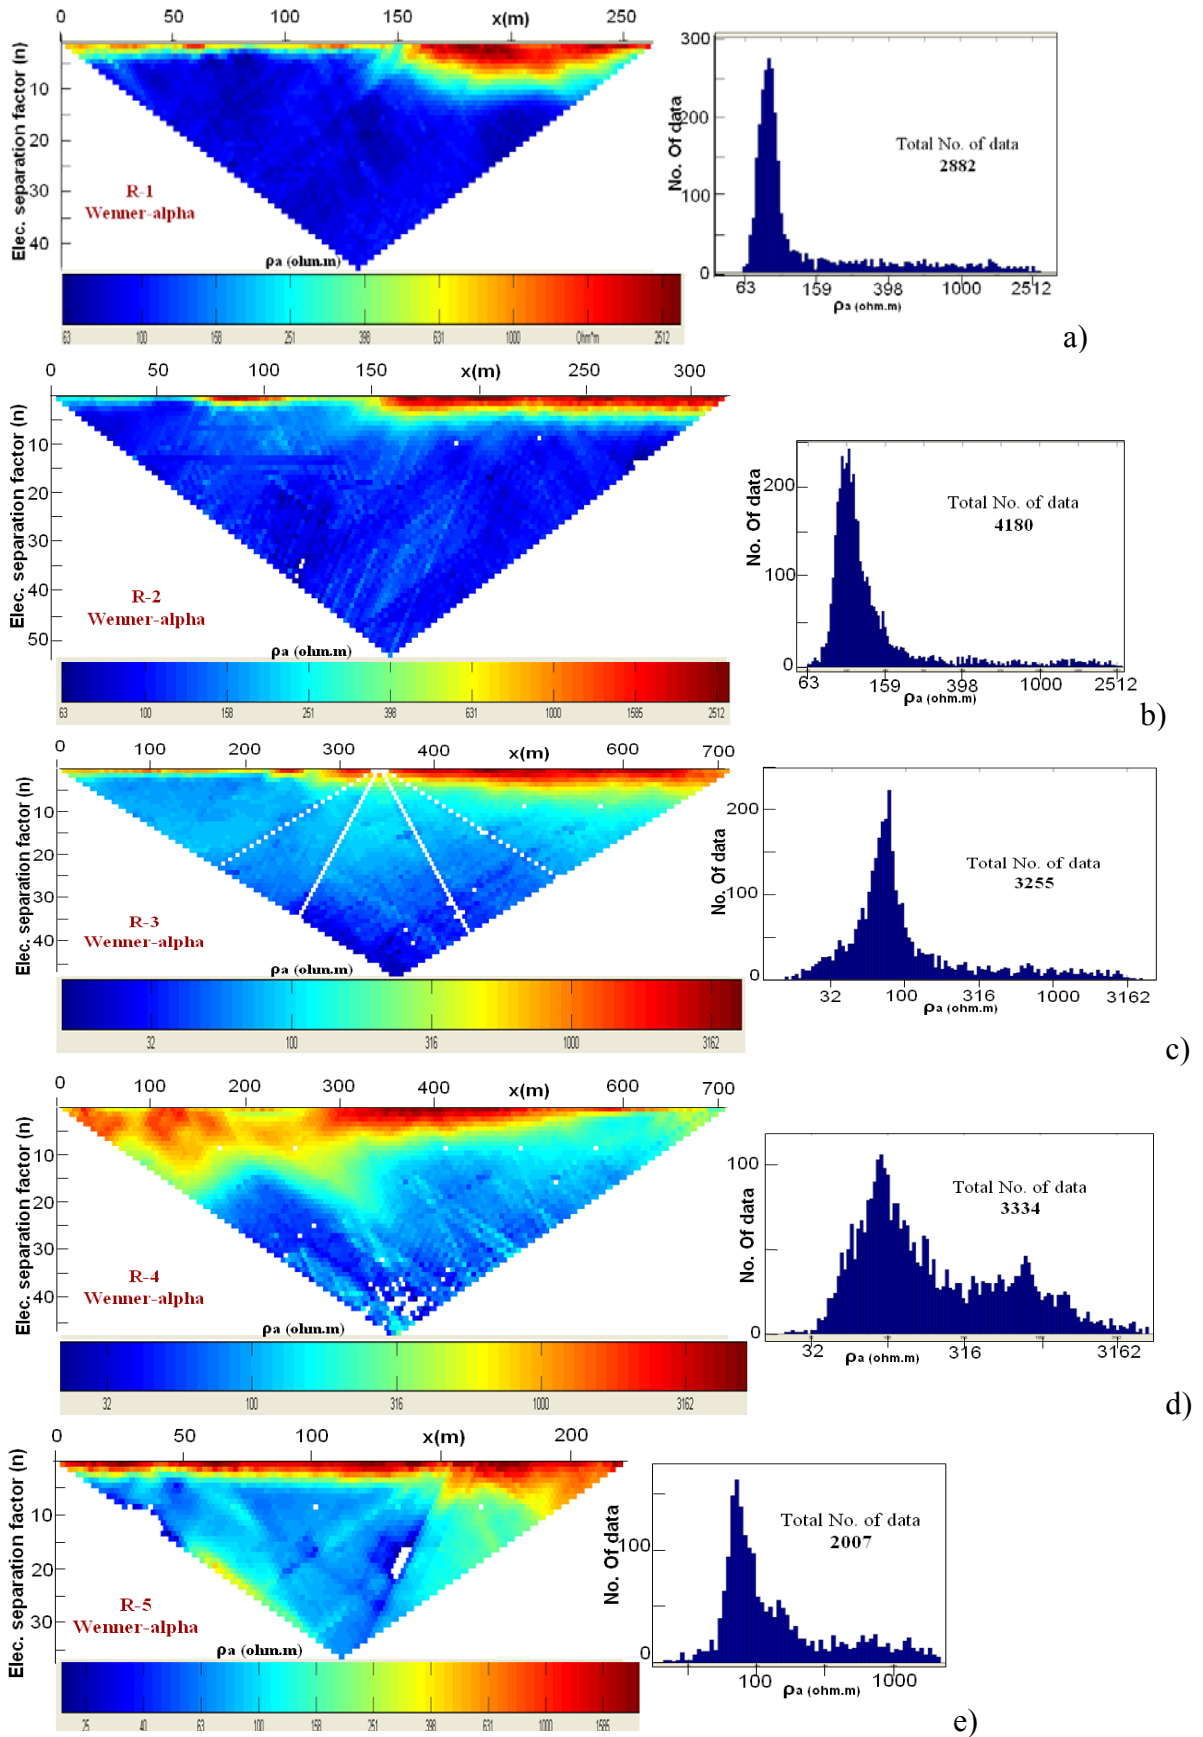 0 50 100 150 x(m) 250
Elec. separation factor (n)
10
20
30
40
R-1
Wenner-alpha
ρa (ohm.m)
63 100 158 251 398 631 1000 Ohm*m 2512
No. Of data
300
200
100
0
Total No. of data
2882
63 159 398 1000 2512
ρa (ohm.m)
a)
0 50 100 150 x(m) 250 300
Elec. separation factor (n)
10
20
30
40
50
R-2
Wenner-alpha
ρa (ohm.m)
63 100 158 251 398 631 1000 1585 2512
No. Of data
200
100
0
Total No. of data
4180
63 159 398 1000 2512
ρa (ohm.m)
b)
0 100 200 300 400 x(m) 600 700
Elec. separation factor (n)
10
20
30
40
R-3
Wenner-alpha
ρa (ohm.m)
32 100 316 1000 3162
No. Of data
200
100
0
Total No. of data
3255
32 100 316 1000 3162
ρa (ohm.m)
c)
0 100 200 300 400 x(m) 600 700
Elec. separation factor (n)
10
20
30
40
R-4
Wenner-alpha
ρa (ohm.m)
32 100 316 1000 3162
No. Of data
100
0
Total No. of data
3334
32 316 3162
ρa (ohm.m)
d)
0 50 100 x(m) 200
Elec. separation factor (n)
10
20
30
R-5
Wenner-alpha
ρa (ohm.m)
25 40 63 100 158 251 398 631 1000 1585
No. Of data
100
0
Total No. of data
2007
100 1000
ρa (ohm.m)
e)